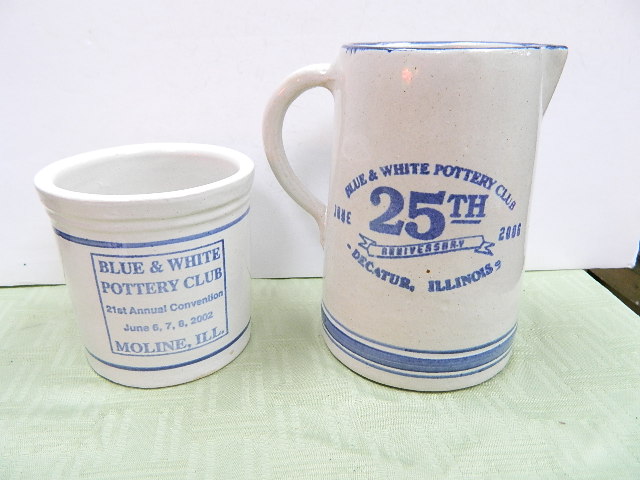 BLUE & WHITE
POTTERY CLUB
21st Annual Convention
June 6, 7, 8, 2002
MOLINE, ILL.
BLUE & WHITE POTTERY CLUB
JUNE 25TH 2006
ANNIVERSARY
DECATUR, ILLINOIS